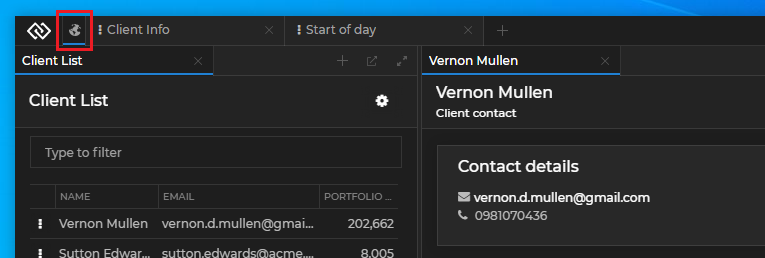 Client Info
Start of day
Client List
Vernon Mullen
Client List
Vernon Mullen
Client contact
Type to filter
Contact details
vernon.d.mullen@gmail.com
0981070436
NAME EMAIL PORTFOLIO ...
Vernon Mullen vernon.d.mullen@gmai... 202,662
Sutton Edwar... sutton.edwards@acme.... 8,005